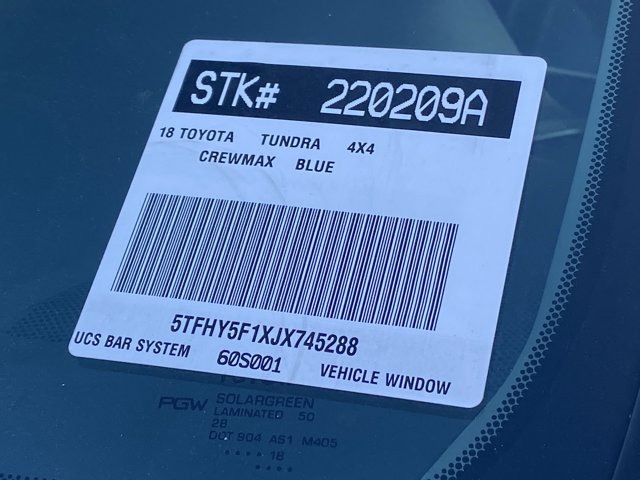 STK# 220209A
18 TOYOTA TUNDRA 4X4
CREWMAX BLUE
5TFHY5F1XJX745288
UCS BAR SYSTEM 60S001 VEHICLE WINDOW
PGW SOLARGREEN
LAMINATED 50
28
DOT 904 AS1 M405
18